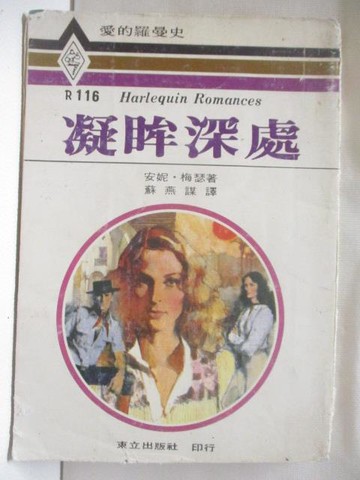 愛的羅曼史
R116 Harlequin Romances
凝眸深處
安妮・梅瑟著
蘇燕謀譯
東立出版社 印行